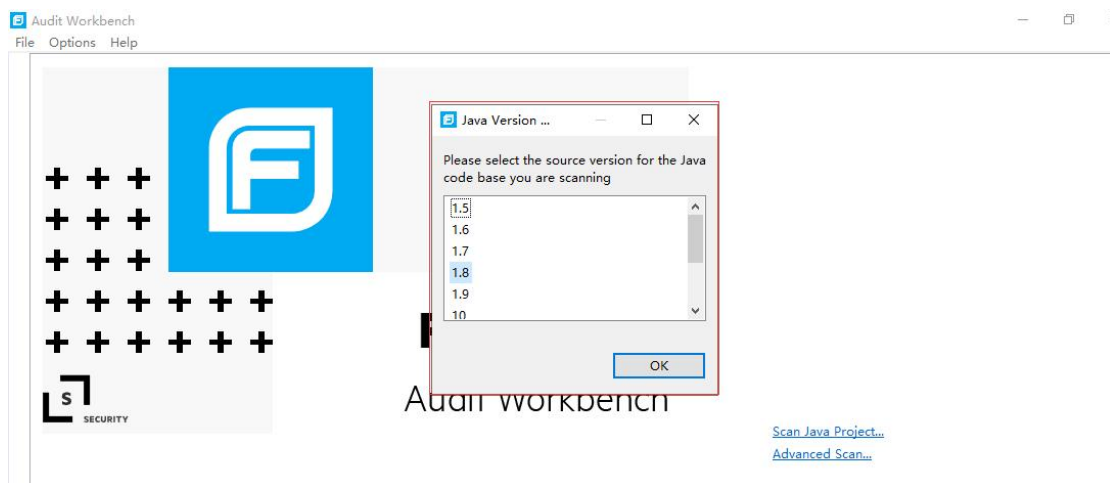 Audit Workbench
File Options Help
Java Version ...
Please select the source version for the Java
code base you are scanning
1.5
1.6
1.7
1.8
1.9
10
OK
Audit Workbench
S
SECURITY
Scan Java Project...
Advanced Scan...